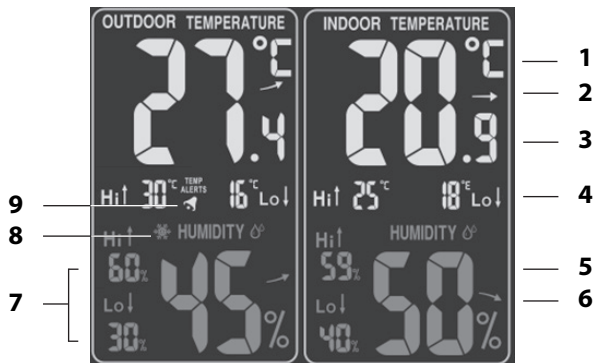 OUTDOOR TEMPERATURE
27.4 °C
Hi↑ 30°C TEMP ALERTS 16°C Lo↓
Hi↑ HUMIDITY
60%
45%
Lo↓
30%
INDOOR TEMPERATURE
20.9 °C
Hi↑ 25°C 18°E Lo↓
Hi↑ HUMIDITY
59%
50%
Lo↓
40%
1
2
3
4
5
6
7
8
9